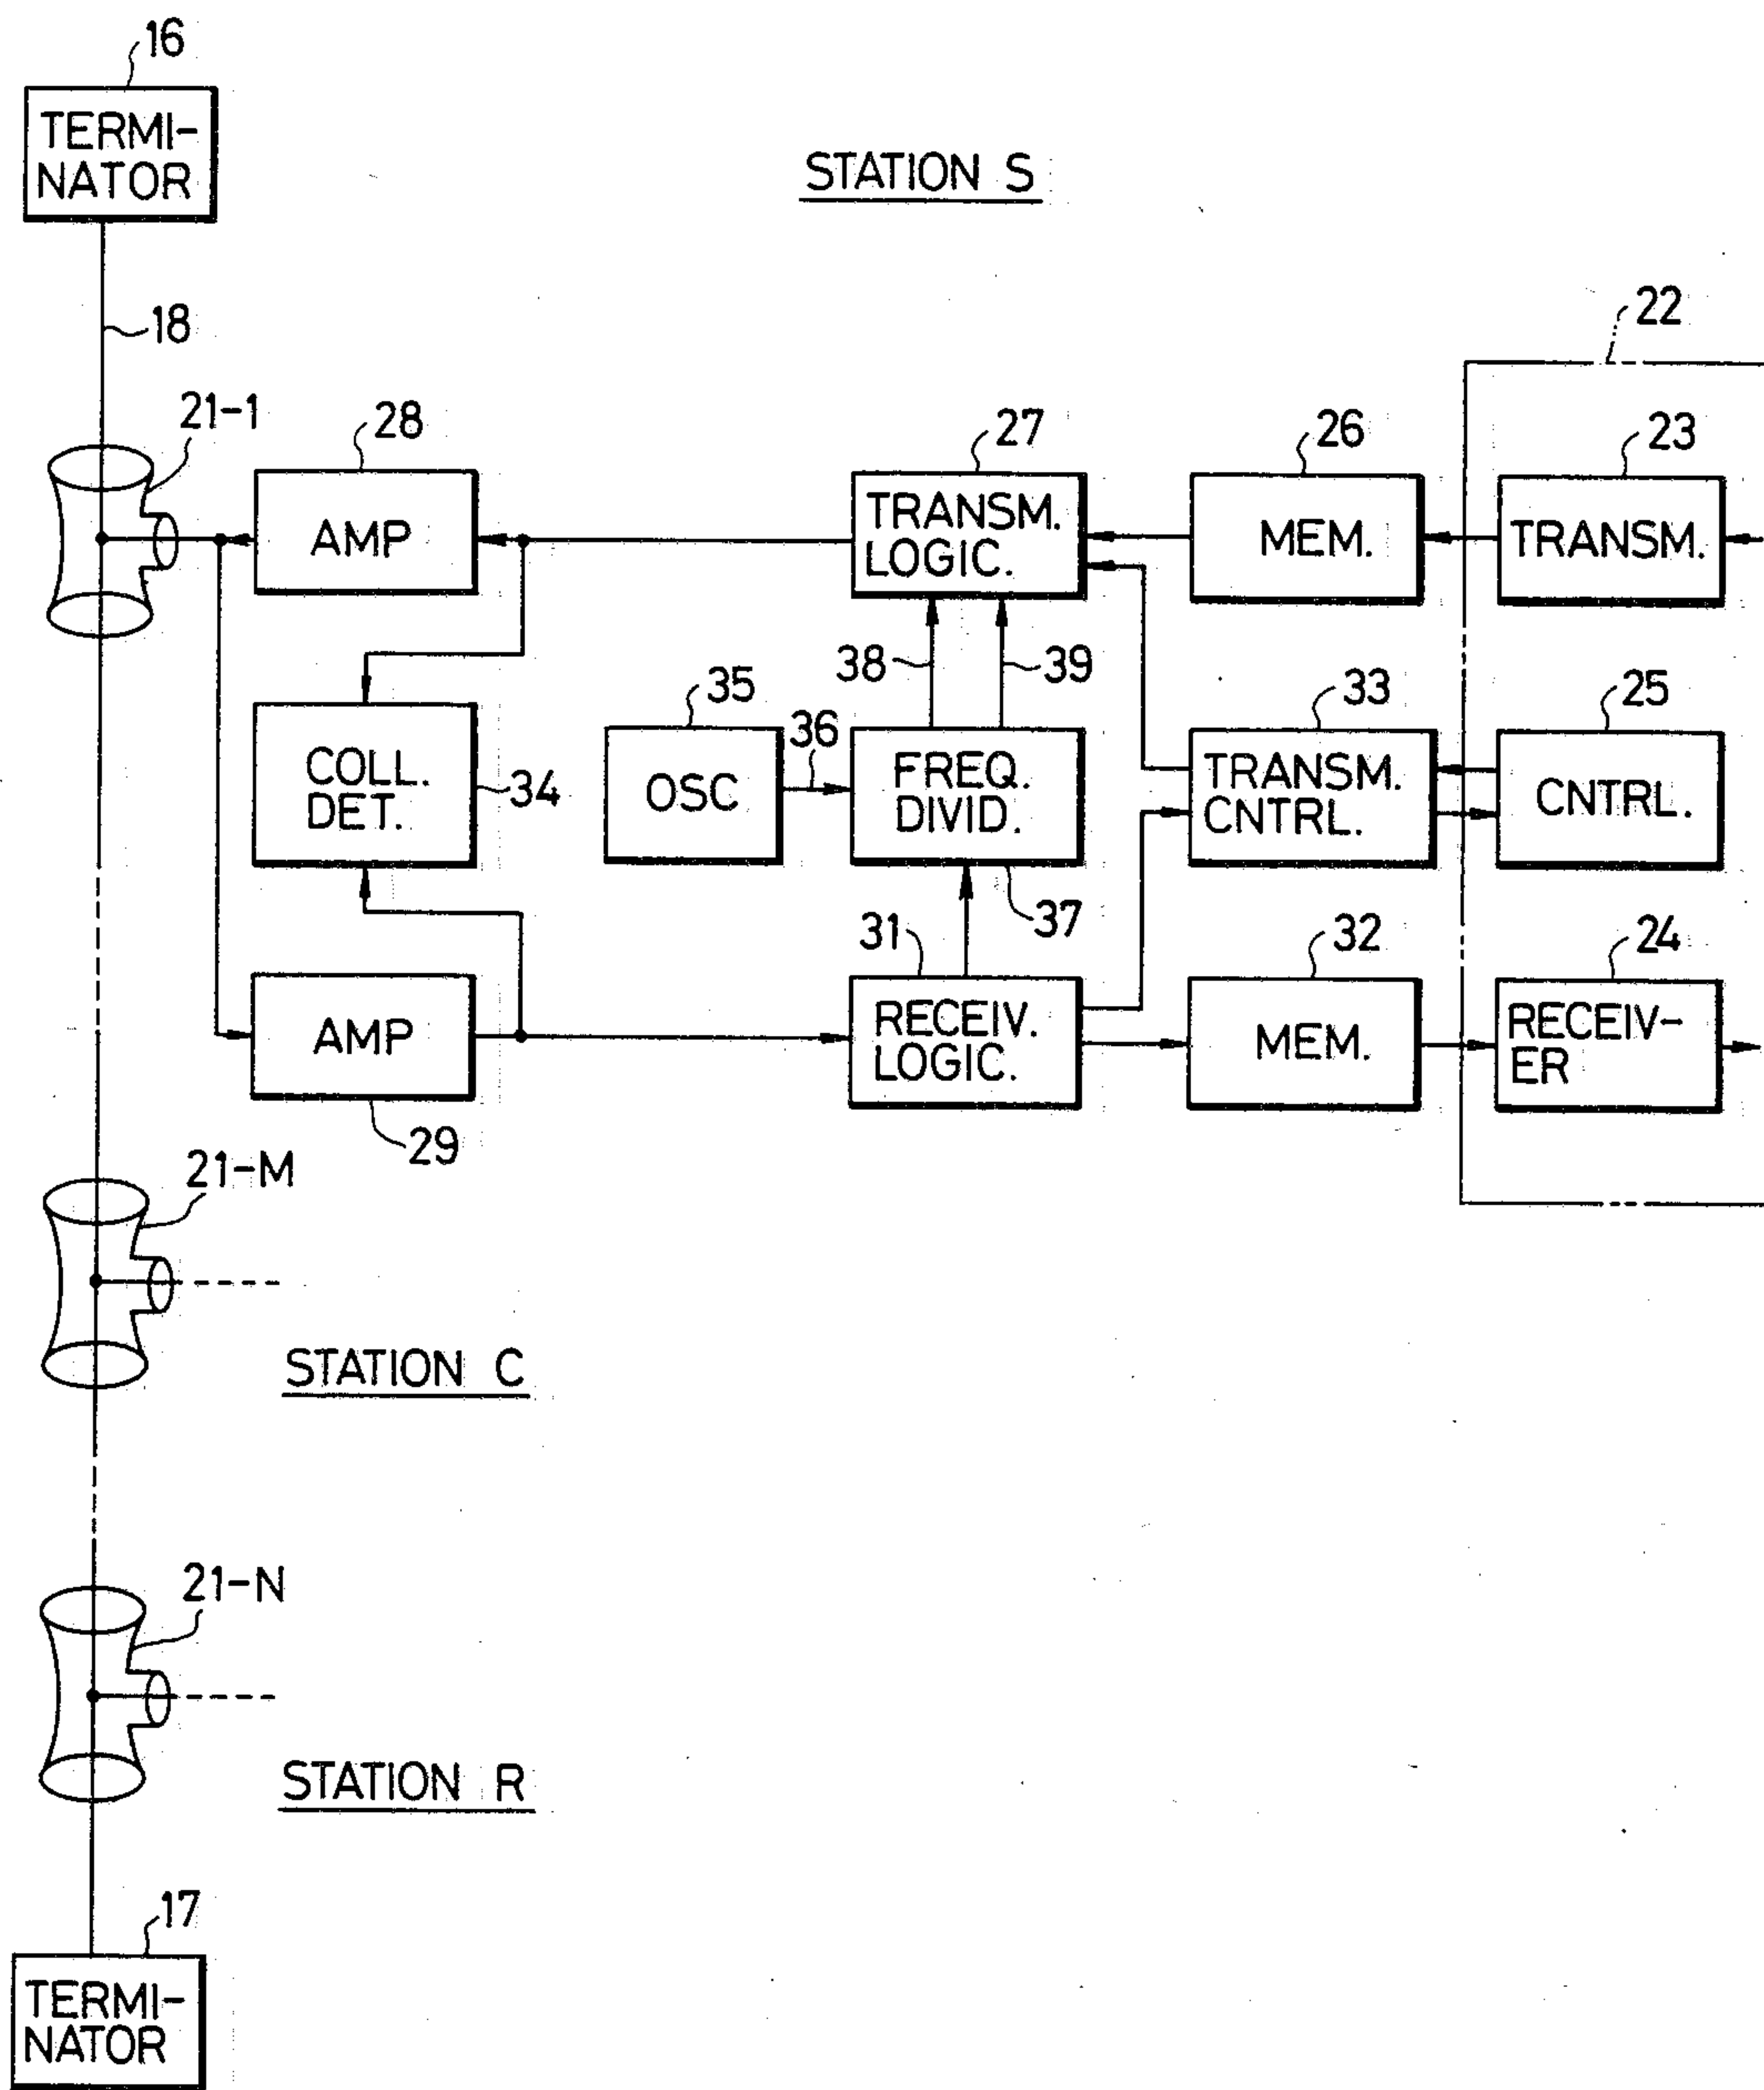 16
TERMI-
NATOR
STATION S
18
22
21-1
28
27
26
23
AMP
TRANSM.
LOGIC.
MEM.
TRANSM.
38
39
35
36
33
25
COLL.
DET.
34
OSC
FREQ.
DIVID.
TRANSM.
CNTRL.
CNTRL.
37
31
32
24
AMP
RECEIV.
LOGIC.
MEM.
RECEIV-
ER
29
21-M
STATION C
21-N
STATION R
17
TERMI-
NATOR